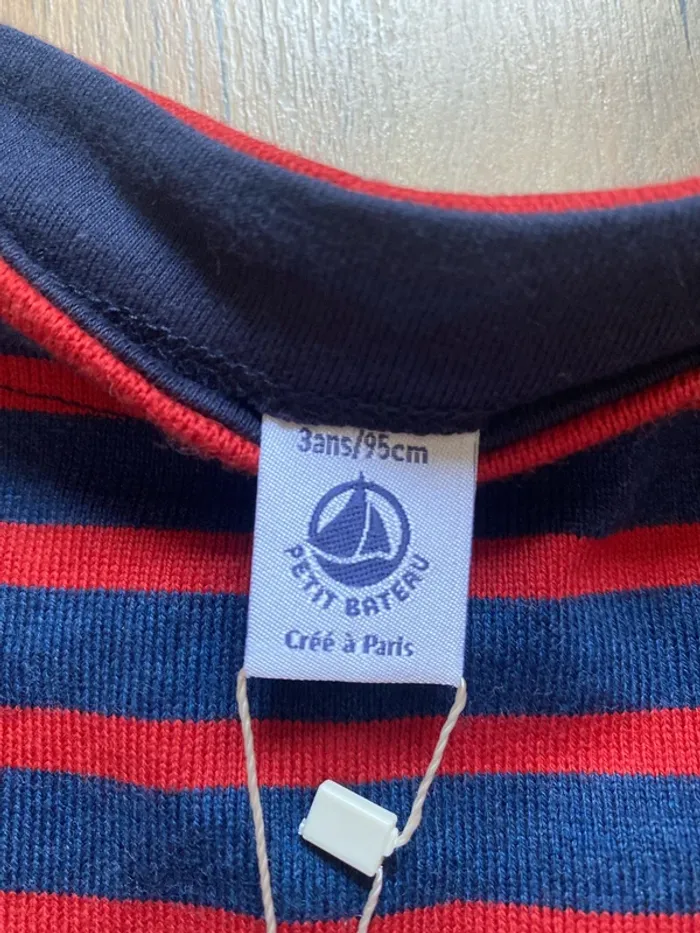 3ans/95cm
PETIT BATEAU
Créé à Paris